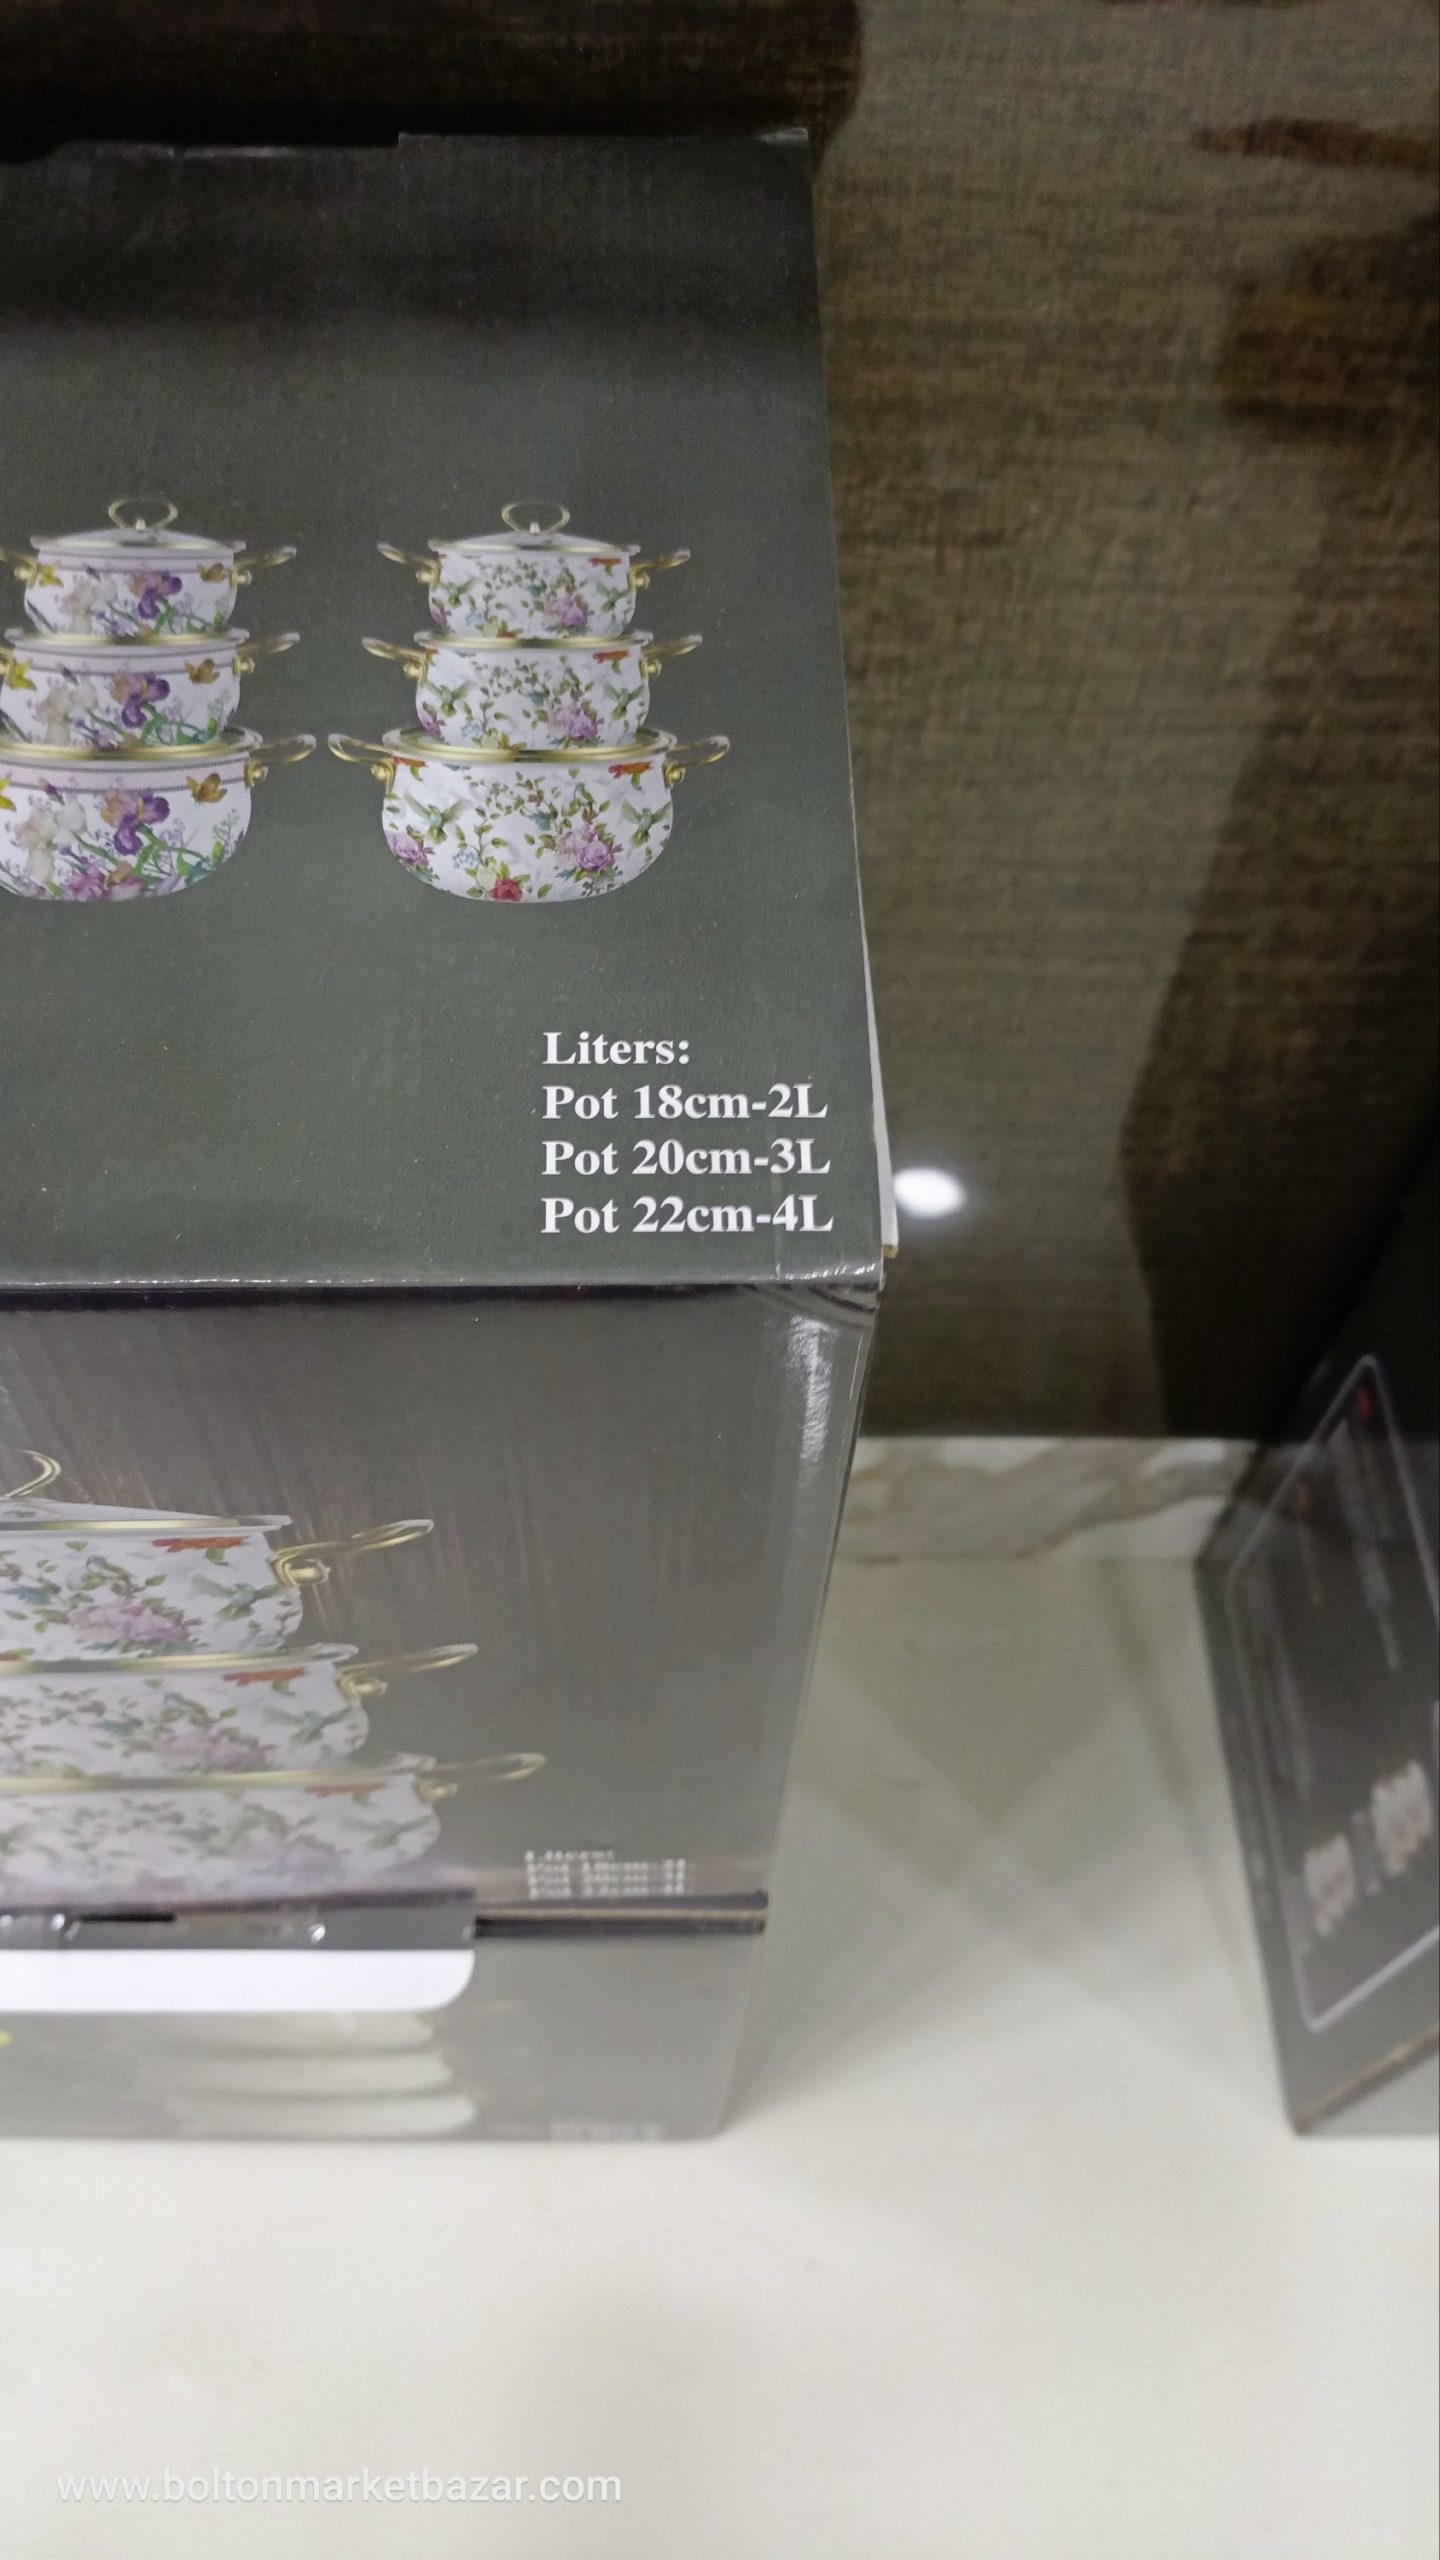 Liters:
Pot 18cm-2L
Pot 20cm-3L
Pot 22cm-4L
www.boltonmarketbazar.com